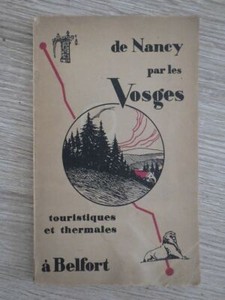 de Nancy
par les
Vosges
touristiques
et thermales
à Belfort